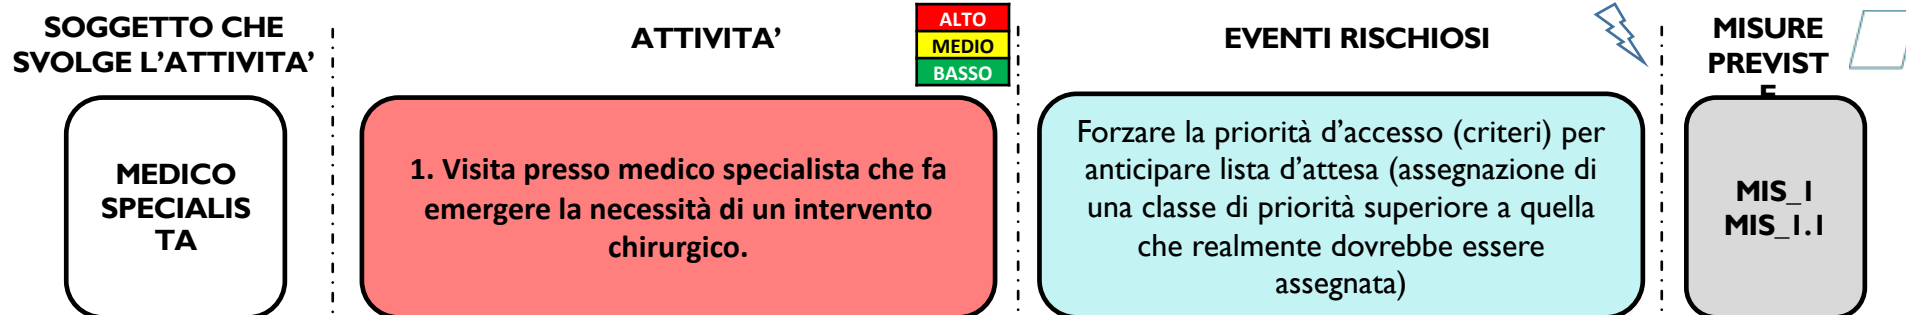 SOGGETTO CHE
SVOLGE L’ATTIVITA’
ATTIVITA’
ALTO
MEDIO
BASSO
EVENTI RISCHIOSI
MISURE
PREVIST
E
MEDICO
SPECIALIS
TA
1. Visita presso medico specialista che fa
emergere la necessità di un intervento
chirurgico.
Forzare la priorità d’accesso (criteri) per
anticipare lista d’attesa (assegnazione di
una classe di priorità superiore a quella
che realmente dovrebbe essere
assegnata)
MIS_1
MIS_1.1